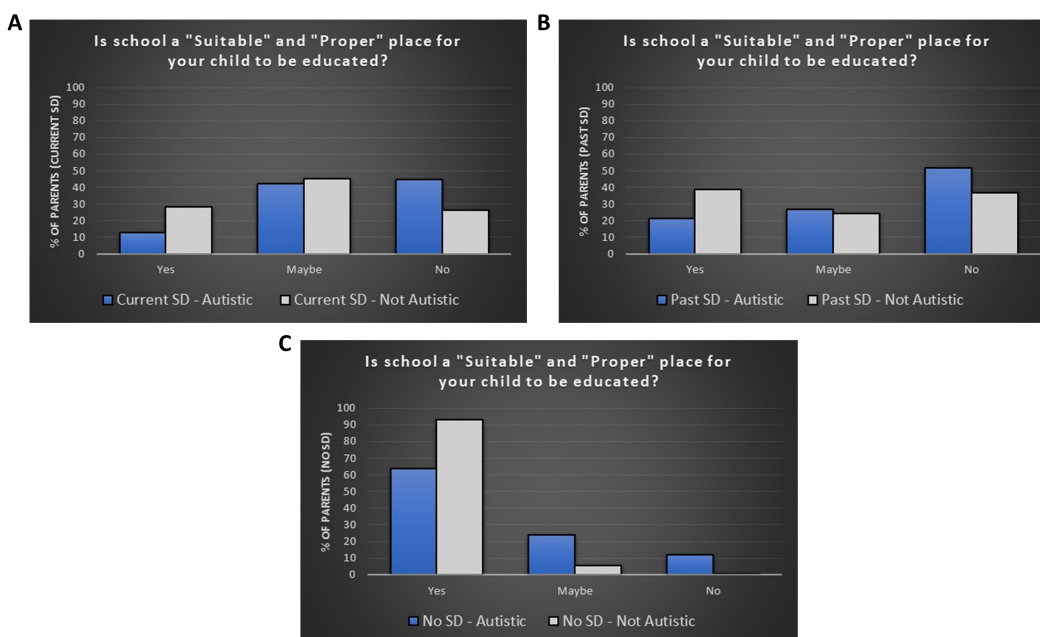 A
Is school a "Suitable" and "Proper" place for
your child to be educated?
% OF PARENTS (CURRENT SD)
100
90
80
70
60
50
40
30
20
10
0
Yes Maybe No
Current SD - Autistic Current SD - Not Autistic
B
Is school a "Suitable" and "Proper" place for
your child to be educated?
% OF PARENTS (PAST SD)
100
90
80
70
60
50
40
30
20
10
0
Yes Maybe No
Past SD - Autistic Past SD - Not Autistic
C
Is school a "Suitable" and "Proper" place for
your child to be educated?
% OF PARENTS (NO SD)
100
90
80
70
60
50
40
30
20
10
0
Yes Maybe No
No SD - Autistic No SD - Not Autistic